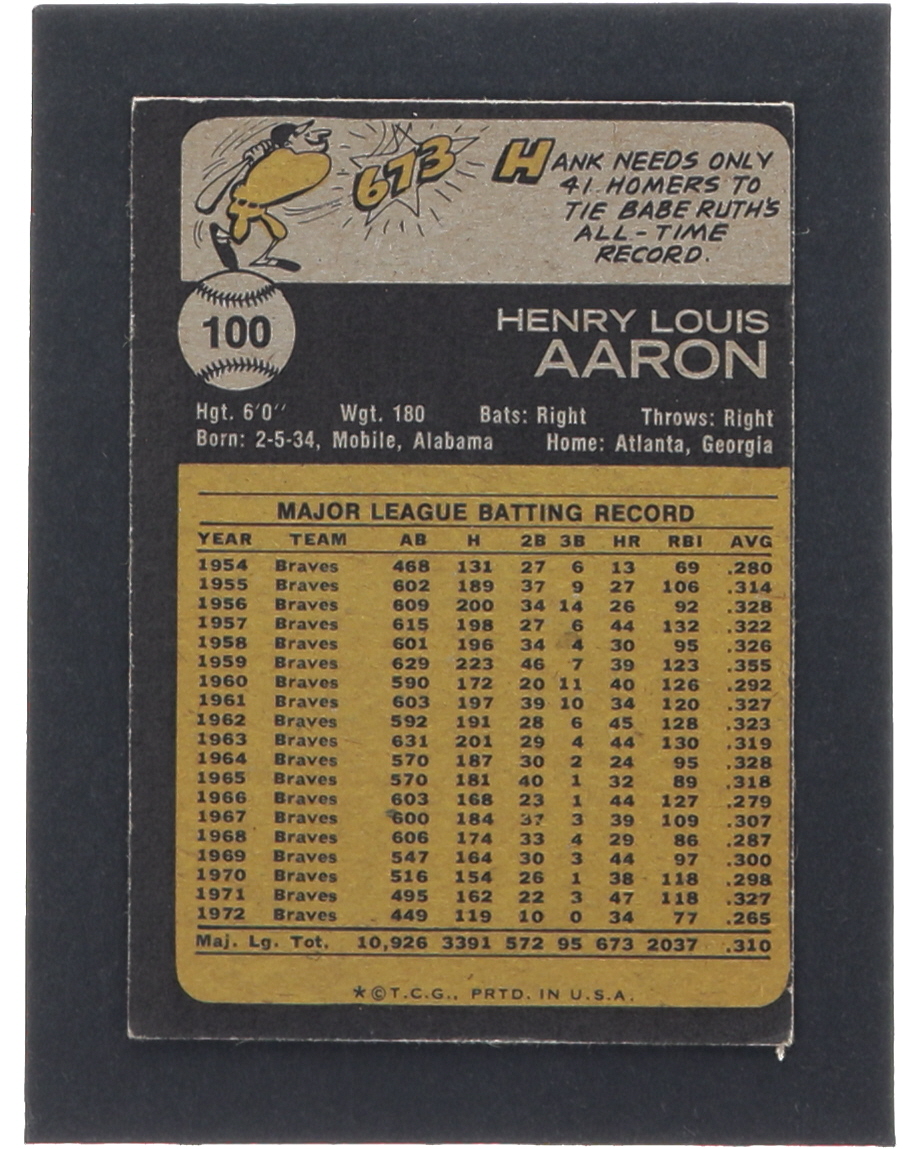 673
HANK NEEDS ONLY
41 HOMERS TO
TIE BABE RUTH'S
ALL-TIME
RECORD.
100
HENRY LOUIS
AARON
Hgt. 6'0" Wgt. 180 Bats: Right Throws: Right
Born: 2-5-34, Mobile, Alabama Home: Atlanta, Georgia
MAJOR LEAGUE BATTING RECORD
YEAR TEAM AB H 2B 3B HR RBI AVG
1954 Braves 468 131 27 6 13 69 .280
1955 Braves 602 189 37 9 27 106 .314
1956 Braves 609 200 34 14 26 92 .328
1957 Braves 615 198 27 6 44 132 .322
1958 Braves 601 196 34 4 30 95 .326
1959 Braves 629 223 46 7 39 123 .355
1960 Braves 590 172 20 11 40 126 .292
1961 Braves 603 197 39 10 34 120 .327
1962 Braves 592 191 28 6 45 128 .323
1963 Braves 631 201 29 4 44 130 .319
1964 Braves 570 187 30 2 24 95 .328
1965 Braves 570 181 40 1 32 89 .318
1966 Braves 603 168 23 1 44 127 .279
1967 Braves 600 184 37 3 39 109 .307
1968 Braves 606 174 33 4 29 86 .287
1969 Braves 547 164 30 3 44 97 .300
1970 Braves 516 154 26 1 38 118 .298
1971 Braves 495 162 22 3 47 118 .327
1972 Braves 449 119 10 0 34 77 .265
Maj. Lg. Tot. 10,926 3391 572 95 673 2037 .310
*©T.C.G., PRTD. IN U.S.A.